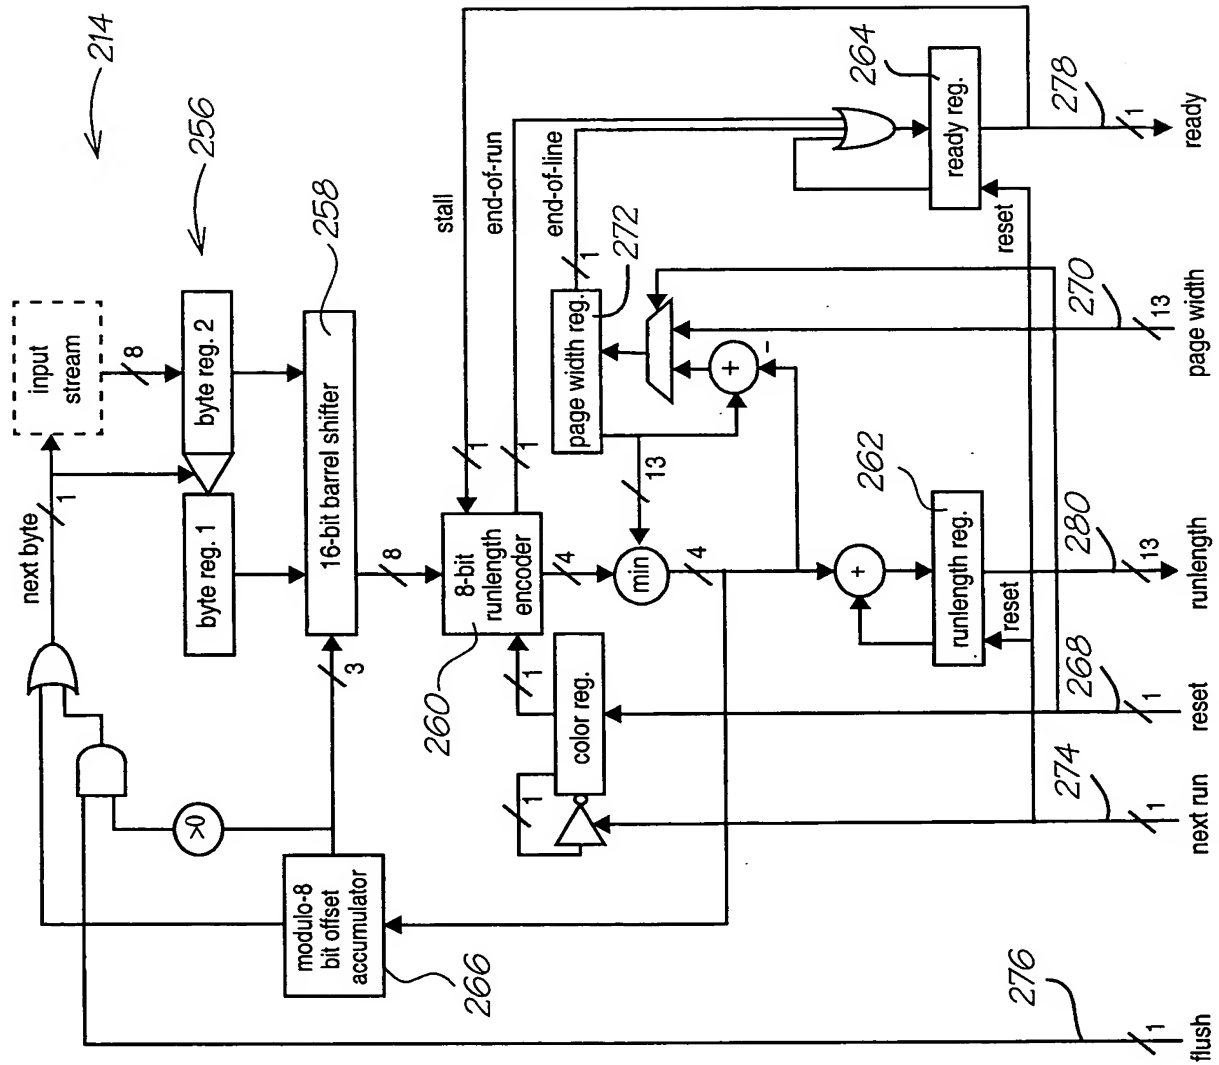 214
256
input
stream
8
next byte
1
byte reg. 1
byte reg. 2
258
16-bit barrel shifter
>0
3
8
modulo-8
bit offset
accumulator
266
260
8-bit
runlength
encoder
stall
1
end-of-run
1
end-of-line
1
page width reg.
272
264
ready reg.
reset
278
1
ready
color reg.
1
1
4
min
4
13
+
-
+
262
runlength reg.
reset
276
1
flush
274
1
next run
268
1
reset
280
13
runlength
270
13
page width